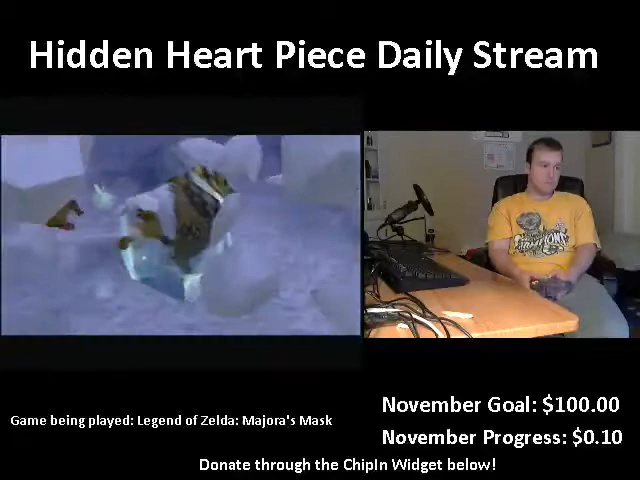 Hidden Heart Piece Daily Stream
CHAMPIONS
November Goal: $100.00
Game being played: Legend of Zelda: Majora's Mask
November Progress: $0.10
Donate through the ChipIn Widget below!